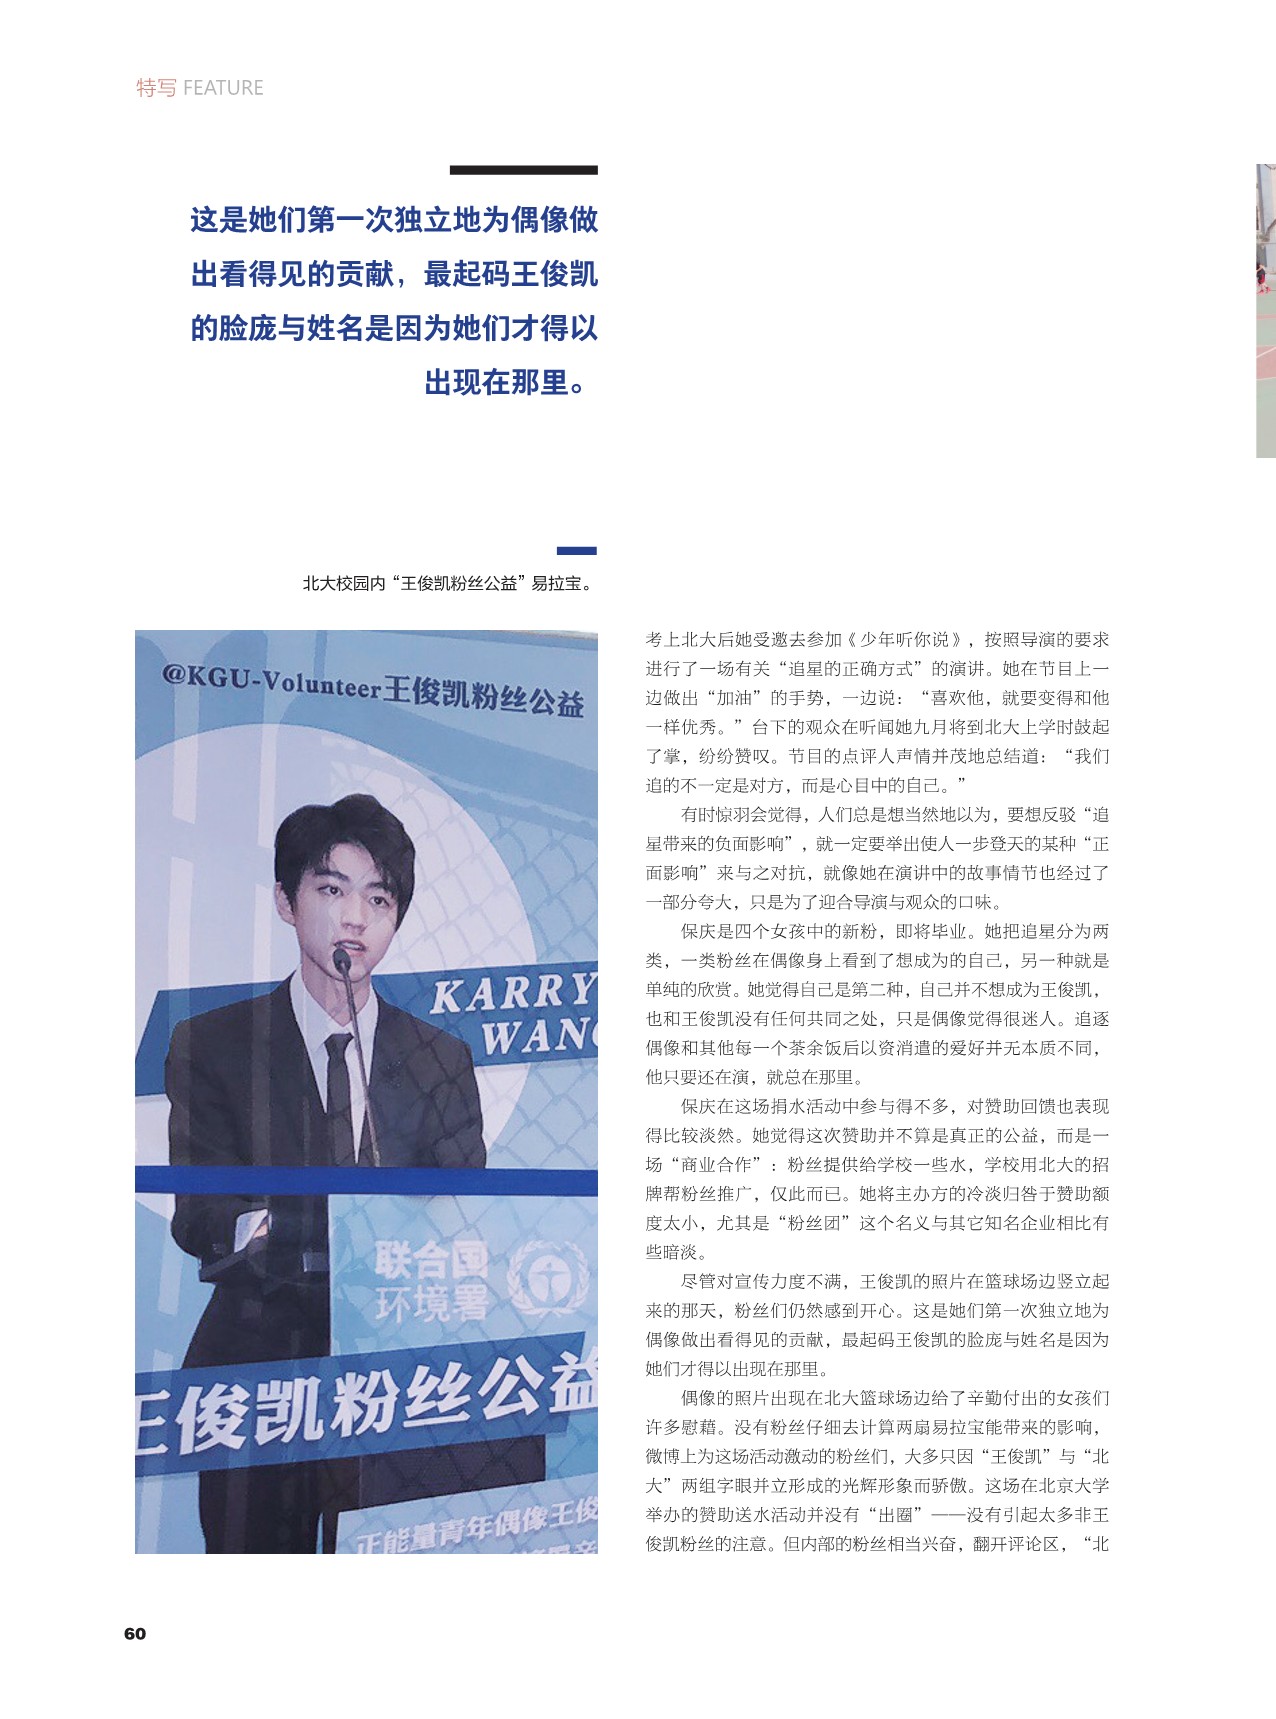 特写 FEATURE
这是她们第一次独立地为偶像做
出看得见的贡献，最起码王俊凯
的脸庞与姓名是因为她们才得以
出现在那里。
北大校园内“王俊凯粉丝公益”易拉宝。
@KGU-Volunteer王俊凯粉丝公益
KARRY
WANG
联合国
环境署
王俊凯粉丝公益
正能量青年偶像王俊
考上北大后她受邀去参加《少年听你说》，按照导演的要求
进行了一场有关“追星的正确方式”的演讲。她在节目上一
边做出“加油”的手势，一边说：“喜欢他，就要变得和他
一样优秀。”台下的观众在听闻她九月将到北大上学时鼓起
了掌，纷纷赞叹。节目的点评人声情并茂地总结道：“我们
追的不一定是对方，而是心目中的自己。”
有时惊羽会觉得，人们总是想当然地以为，要想反驳“追
星带来的负面影响”，就一定要举出使人一步登天的某种“正
面影响”来与之对抗，就像她在演讲中的故事情节也经过了
一部分夸大，只是为了迎合导演与观众的口味。
保庆是四个女孩中的新粉，即将毕业。她把追星分为两
类，一类粉丝在偶像身上看到了想成为的自己，另一种就是
单纯的欣赏。她觉得自己是第二种，自己并不想成为王俊凯，
也和王俊凯没有任何共同之处，只是偶像觉得很迷人。追逐
偶像和其他每一个茶余饭后以资消遣的爱好并无本质不同，
他只要还在演，就总在那里。
保庆在这场捐水活动中参与得不多，对赞助回馈也表现
得比较淡然。她觉得这次赞助并不算是真正的公益，而是一
场“商业合作”：粉丝提供给学校一些水，学校用北大的招
牌帮粉丝推广，仅此而已。她将主办方的冷淡归咎于赞助额
度太小，尤其是“粉丝团”这个名义与其它知名企业相比有
些暗淡。
尽管对宣传力度不满，王俊凯的照片在篮球场边竖立起
来的那天，粉丝们仍然感到开心。这是她们第一次独立地为
偶像做出看得见的贡献，最起码王俊凯的脸庞与姓名是因为
她们才得以出现在那里。
偶像的照片出现在北大篮球场边给了辛勤付出的女孩们
许多慰藉。没有粉丝仔细去计算两扇易拉宝能带来的影响，
微博上为这场活动激动的粉丝们，大多只因“王俊凯”与“北
大”两组字眼并立形成的光辉形象而骄傲。这场在北京大学
举办的赞助送水活动并没有“出圈”——没有引起太多非王
俊凯粉丝的注意。但内部的粉丝相当兴奋，翻开评论区，“北
60